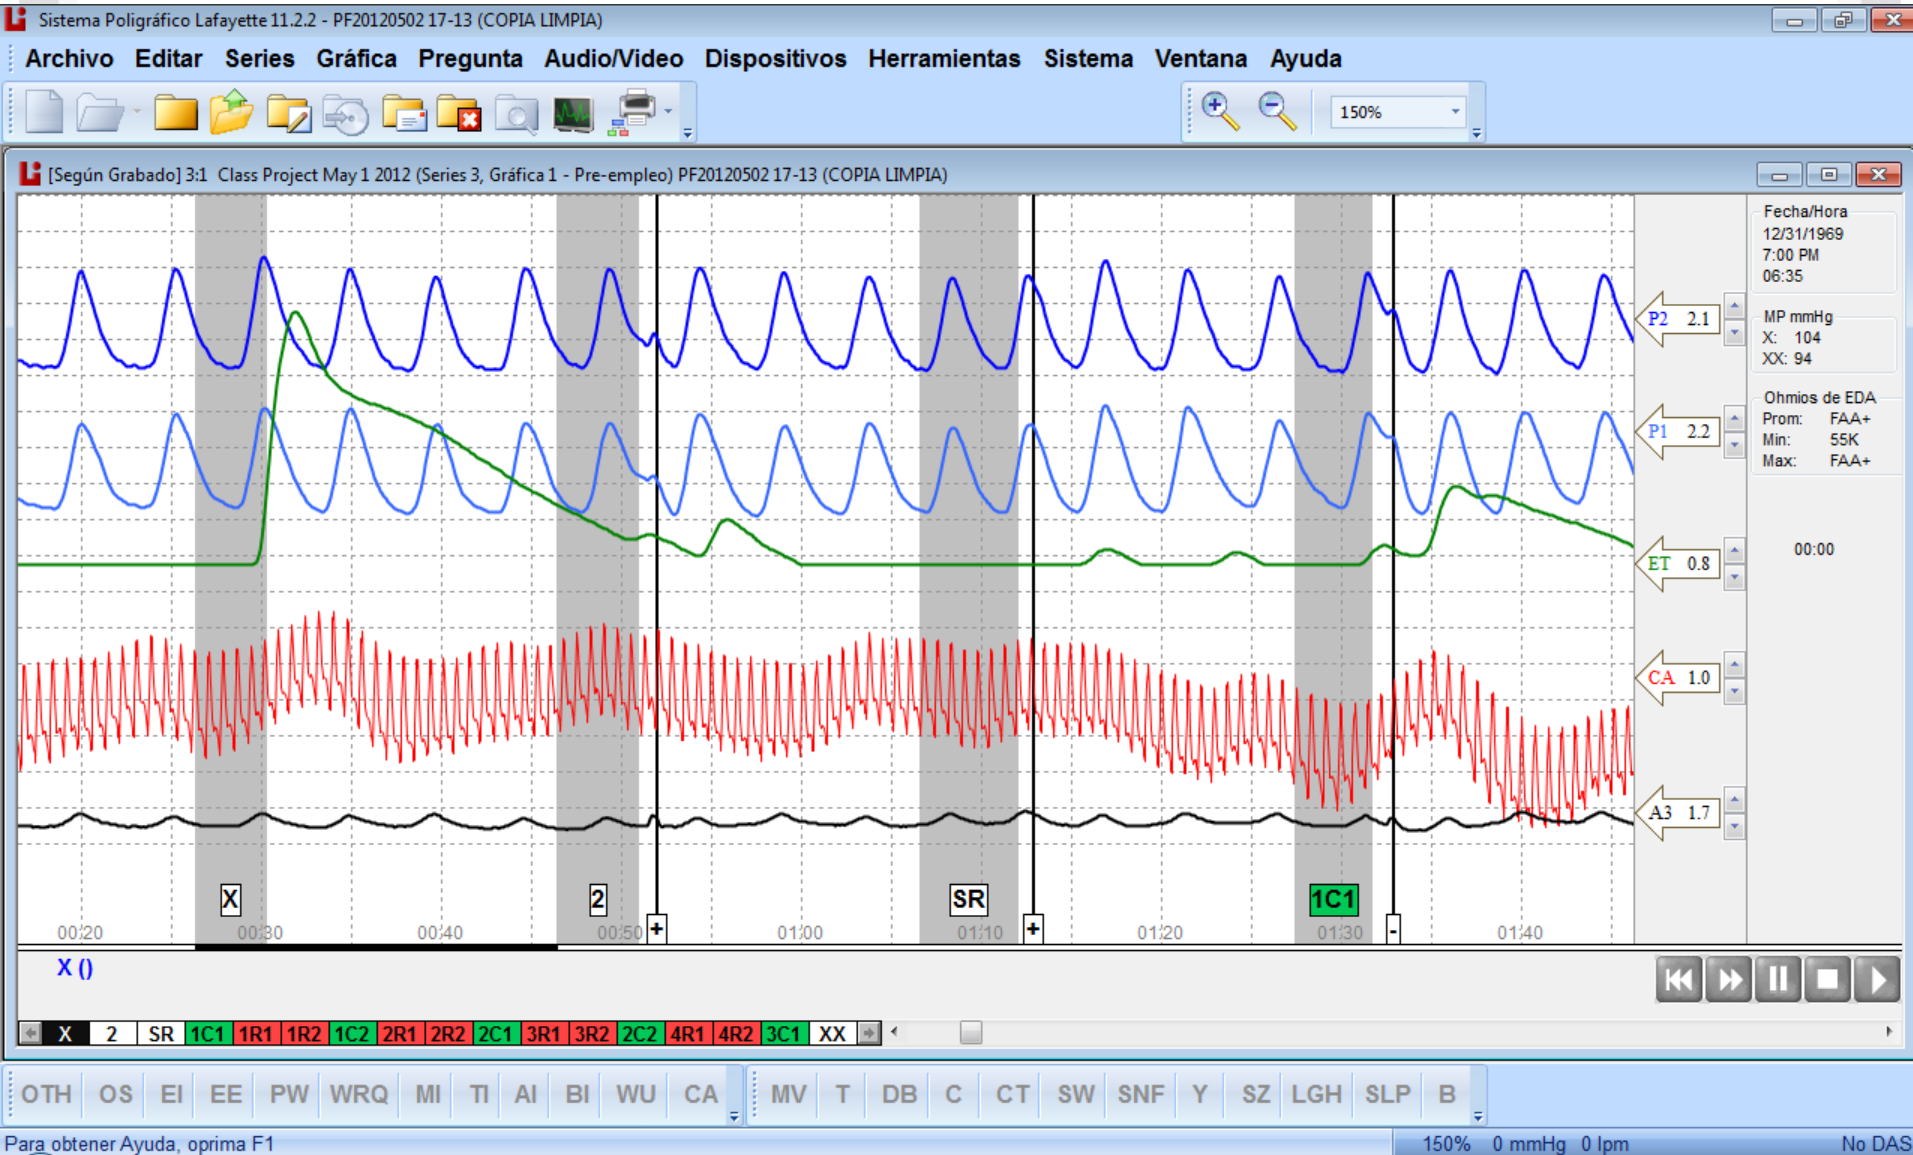 Sistema Poligráfico Lafayette 11.2.2 - PF20120502 17-13 (COPIA LIMPIA)
Archivo Editar Series Gráfica Pregunta Audio/Video Dispositivos Herramientas Sistema Ventana Ayuda
150%
[Según Grabado] 3:1 Class Project May 1 2012 (Series 3, Gráfica 1 - Pre-empleo) PF20120502 17-13 (COPIA LIMPIA)
Fecha/Hora
12/31/1969
7:00 PM
06:35
P2 2.1
MP mmHg
X: 104
XX: 94
Ohmios de EDA
Prom: FAA+
Min: 55K
Max: FAA+
P1 2.2
00:00
ET 0.8
CA 1.0
A3 1.7
X 2 SR 1C1
+ + -
00:20 00:30 00:40 00:50 01:00 01:10 01:20 01:30 01:40
X ()
X 2 SR 1C1 1R1 1R2 1C2 2R1 2R2 2C1 3R1 3R2 2C2 4R1 4R2 3C1 XX
OTH OS EI EE PW WRQ MI TI AI BI WU CA MV T DB C CT SW SNF Y SZ LGH SLP B
Para obtener Ayuda, oprima F1 150% 0 mmHg 0 lpm No DAS